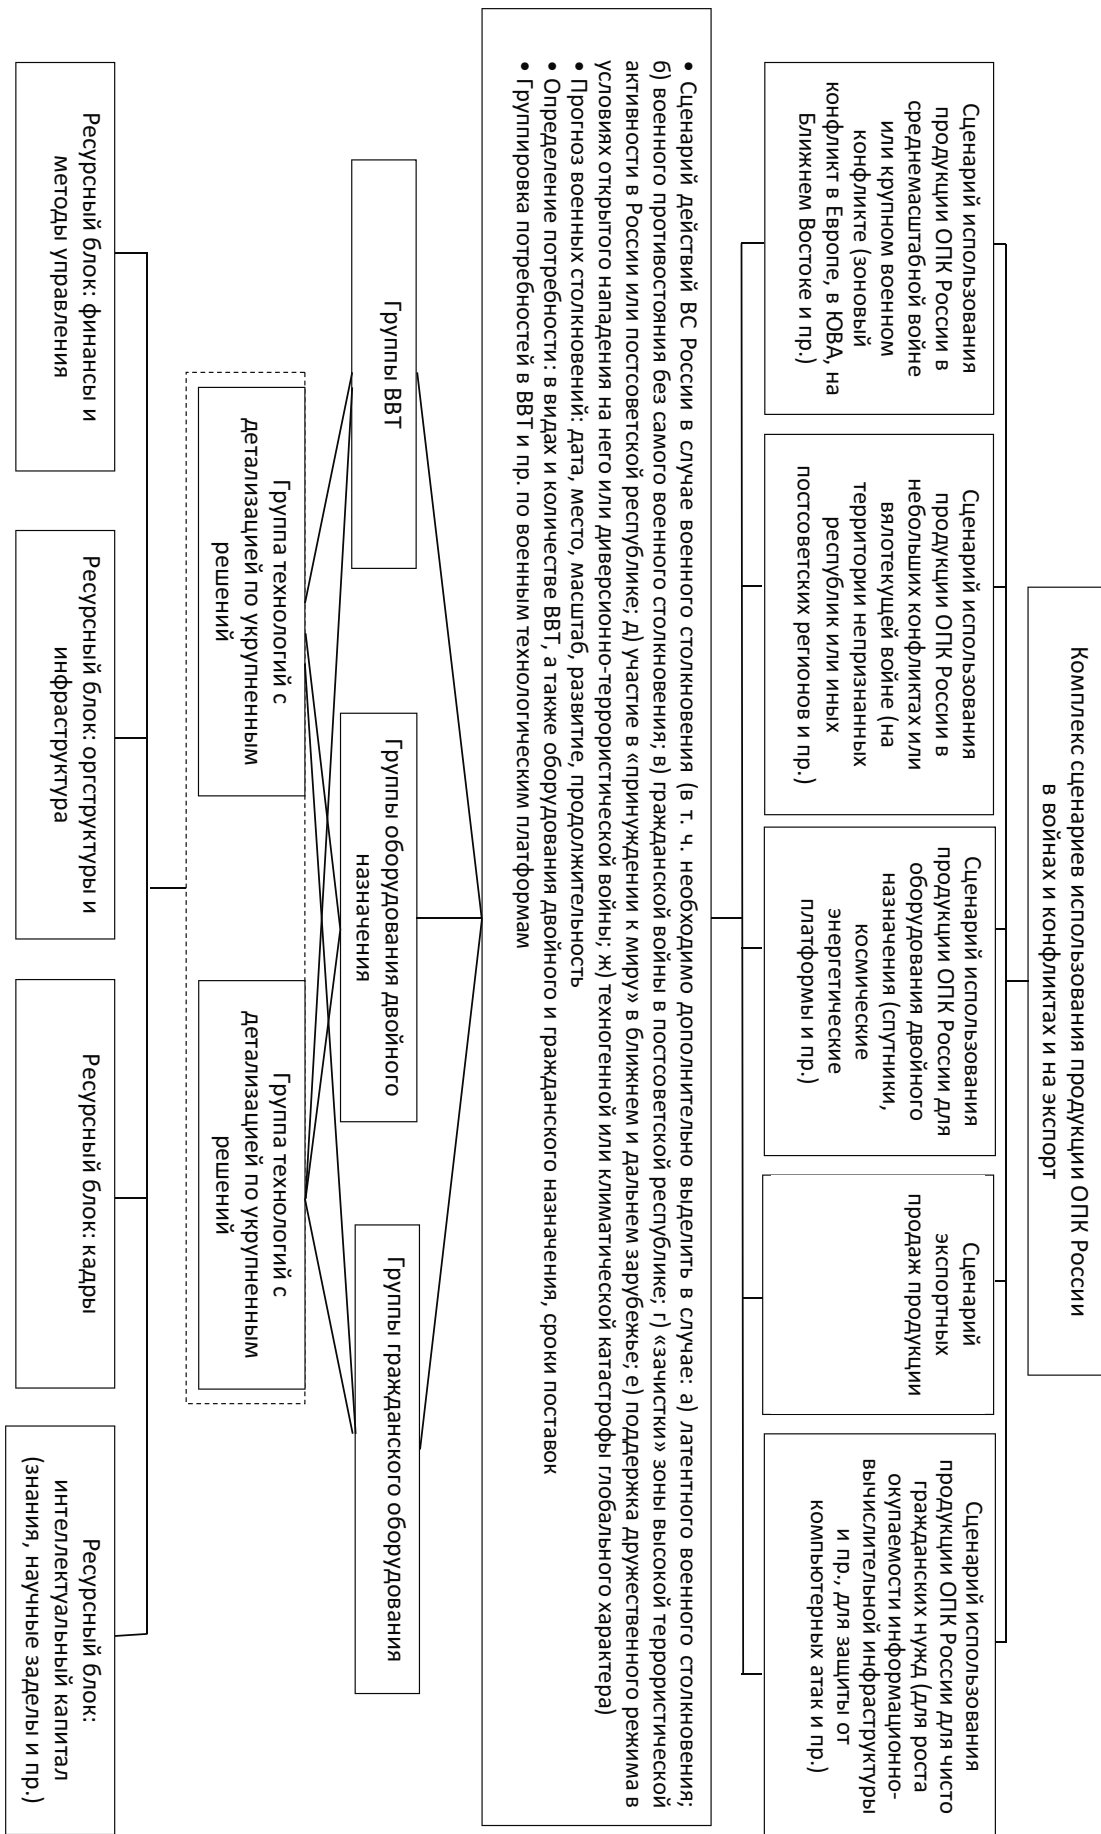 Комплекс сценариев использования продукции ОПК России
в войнах и конфликтах и на экспорт
Сценарий использования
продукции ОПК России в
среднемасштабной войне
или крупном военном
конфликте (зоновый
конфликт в Европе, в ЮВА, на
Ближнем Востоке и пр.)
Сценарий использования
продукции ОПК России в
небольших конфликтах или
вялотекущей войне (на
территории непризнанных
республик или иных
постсоветских регионов и пр.)
Сценарий использования
продукции ОПК России для
оборудования двойного
назначения (спутники,
космические
энергетические
платформы и пр.)
Сценарий
экспортных
продаж продукции
Сценарий использования
продукции ОПК России для чисто
гражданских нужд (для роста
окупаемости информационно-
вычислительной инфраструктуры
и пр., для защиты от
компьютерных атак и пр.)
• Сценарий действий ВС России в случае военного столкновения (в т. ч. необходимо дополнительно выделить в случае: а) латентного военного столкновения;
б) военного противостояния без самого военного столкновения; в) гражданской войны в постсоветской республике; г) «зачистки» зоны высокой террористической
активности в России или постсоветской республике; д) участие в «принуждении к миру» в ближнем и дальнем зарубежье; е) поддержка дружественного режима в
условиях открытого нападения на него или диверсионно-террористической войны; ж) техногенной или климатической катастрофы глобального характера)
• Прогноз военных столкновений: дата, место, масштаб, развитие, продолжительность
• Определение потребности: в видах и количестве ВВТ, а также оборудования двойного и гражданского назначения, сроки поставок
• Группировка потребностей в ВВТ и пр. по военным технологическим платформам
Группы ВВТ
Группы оборудования двойного
назначения
Группы гражданского оборудования
Группа технологий с
детализацией по укрупненным
решений
Группа технологий с
детализацией по укрупненным
решений
Ресурсный блок: финансы и
методы управления
Ресурсный блок: оргструктуры и
инфраструктура
Ресурсный блок: кадры
Ресурсный блок:
интеллектуальный капитал
(знания, научные заделы и пр.)